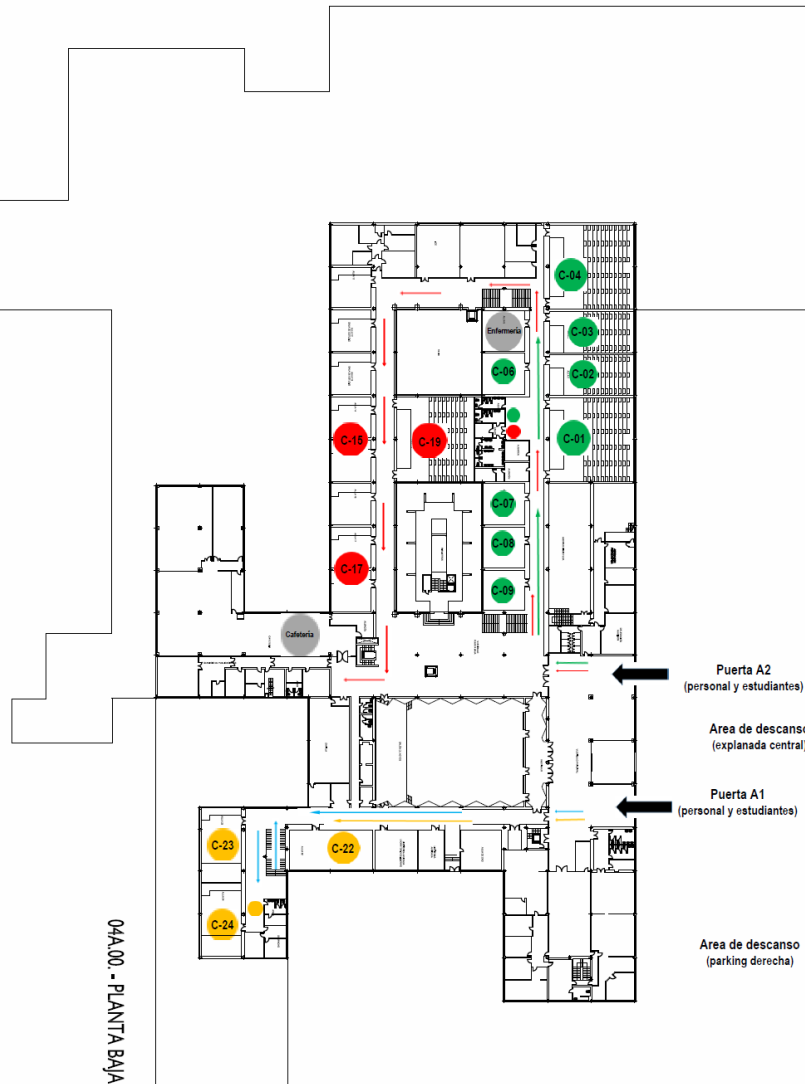 C-04
Enfermería
C-03
C-06
C-02
C-15
C-19
C-01
C-07
C-08
C-17
C-09
Cafetería
Puerta A2
(personal y estudiantes)
Area de descanso
(explanada central)
Puerta A1
(personal y estudiantes)
C-23
C-22
C-24
Area de descanso
(parking derecha)
04A.00.- PLANTA BAJA